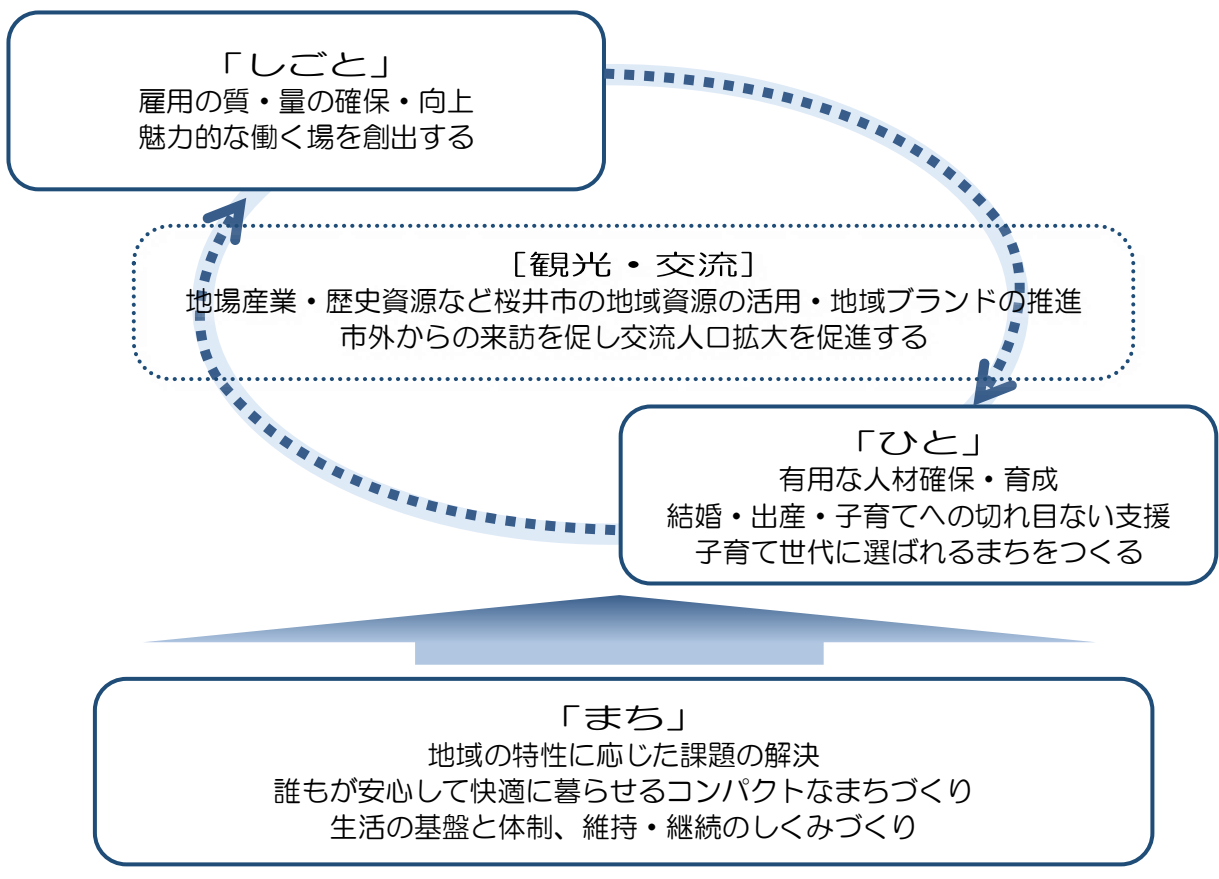 「しごと」
雇用の質・量の確保・向上
魅力的な働く場を創出する
［観光・交流］
地場産業・歴史資源など桜井市の地域資源の活用・地域ブランドの推進
市外からの来訪を促し交流人口拡大を促進する
「ひと」
有用な人材確保・育成
結婚・出産・子育てへの切れ目ない支援
子育て世代に選ばれるまちをつくる
「まち」
地域の特性に応じた課題の解決
誰もが安心して快適に暮らせるコンパクトなまちづくり
生活の基盤と体制、維持・継続のしくみづくり